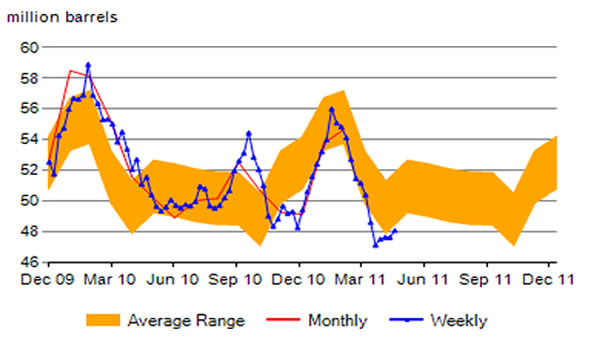 million barrels
60
58
56
54
52
50
48
46
Dec 09 Mar 10 Jun 10 Sep 10 Dec 10 Mar 11 Jun 11 Sep 11 Dec 11
Average Range Monthly Weekly